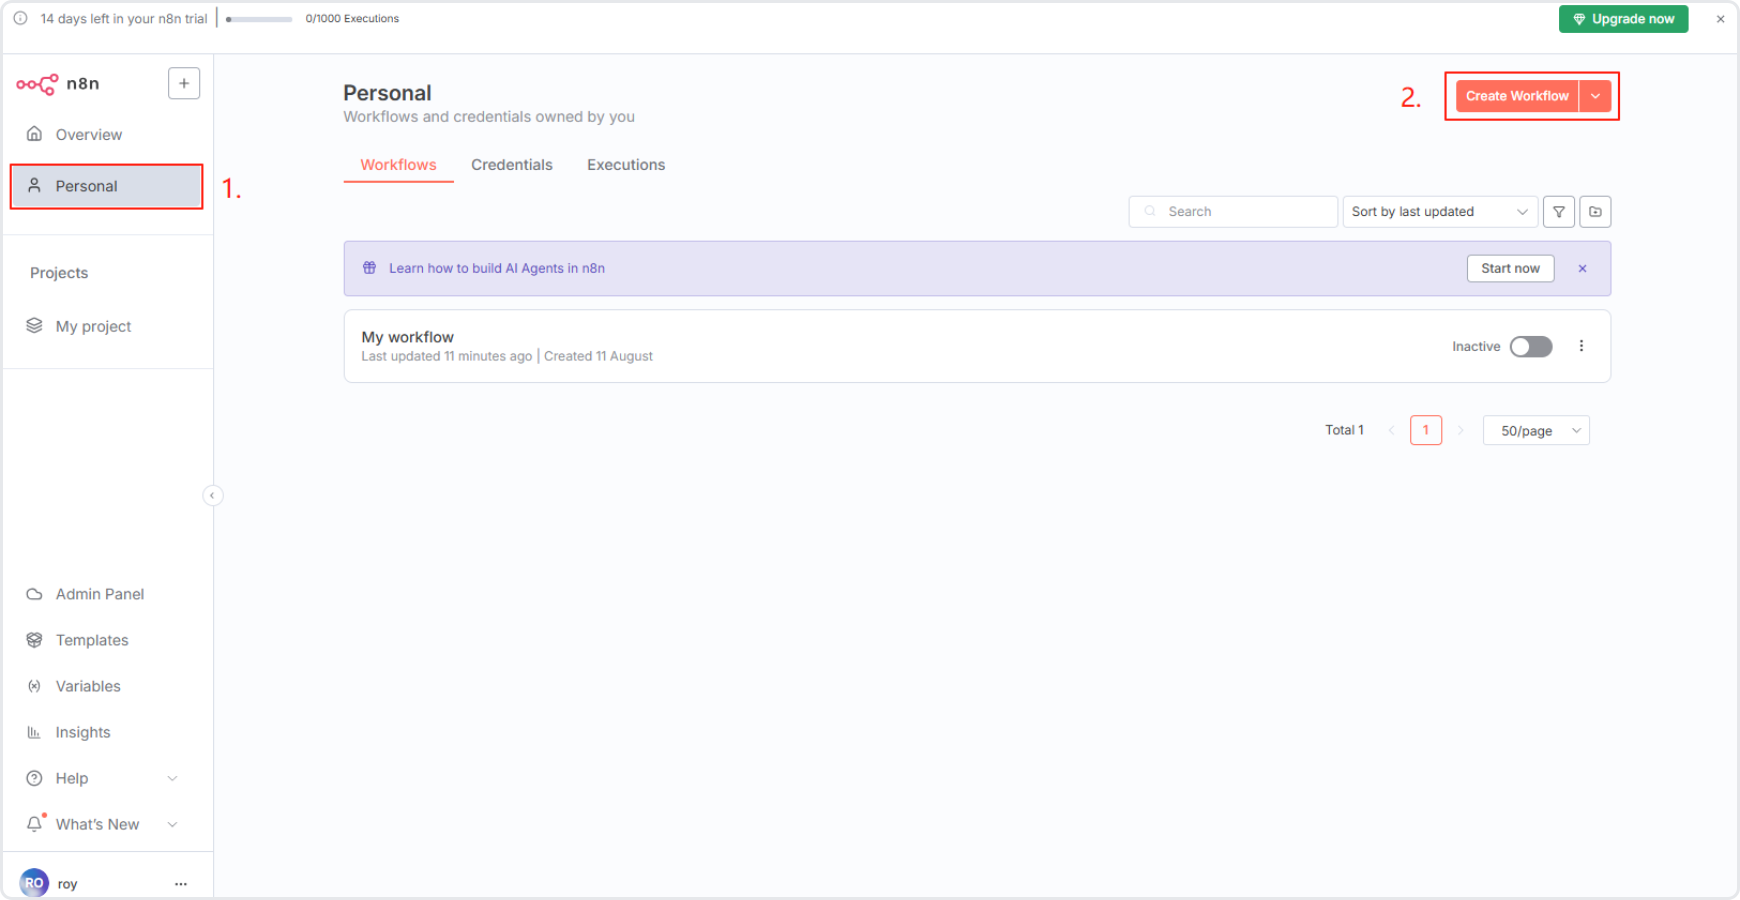 14 days left in your n8n trial
0/1000 Executions
Upgrade now
n8n
Overview
Personal
1.
Projects
My project
Admin Panel
Templates
Variables
Insights
Help
What's New
RO
roy
Personal
Workflows and credentials owned by you
2.
Create Workflow
Workflows Credentials Executions
Search
Sort by last updated
Learn how to build AI Agents in n8n
Start now
My workflow
Last updated 11 minutes ago | Created 11 August
Inactive
Total 1
1
50/page